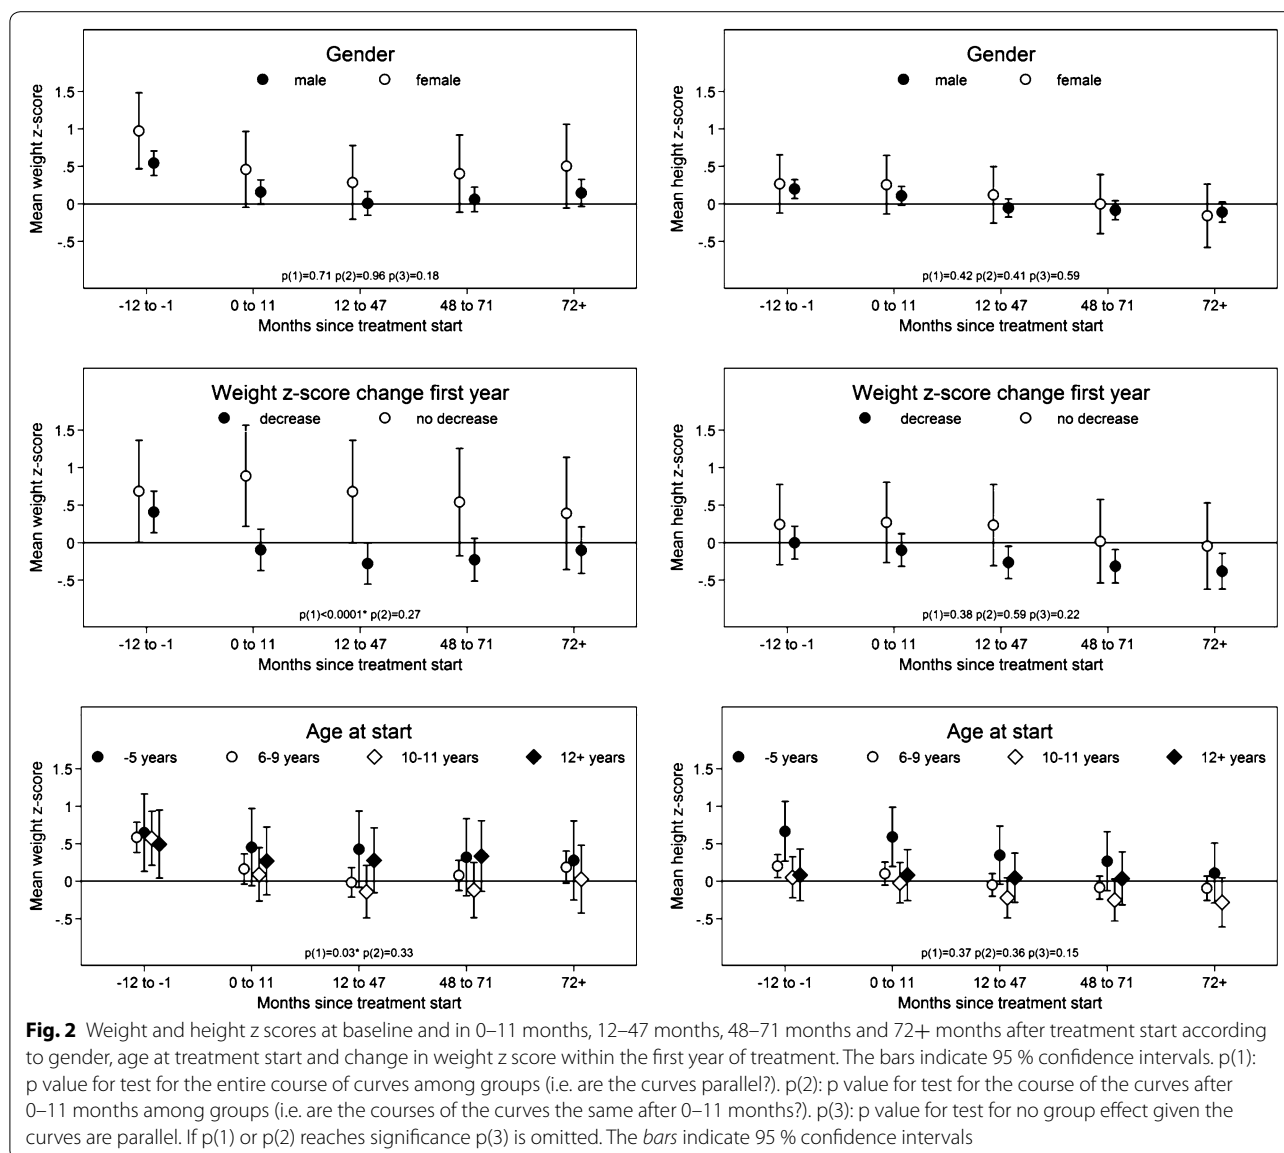 Gender
male female
Mean weight z-score
1.5
1
.5
0
-.5
p(1)=0.71 p(2)=0.96 p(3)=0.18
-12 to -1 0 to 11 12 to 47 48 to 71 72+
Months since treatment start
Gender
male female
Mean height z-score
1.5
1
.5
0
-.5
p(1)=0.42 p(2)=0.41 p(3)=0.59
-12 to -1 0 to 11 12 to 47 48 to 71 72+
Months since treatment start
Weight z-score change first year
decrease no decrease
Mean weight z-score
1.5
1
.5
0
-.5
p(1)<0.0001* p(2)=0.27
-12 to -1 0 to 11 12 to 47 48 to 71 72+
Months since treatment start
Weight z-score change first year
decrease no decrease
Mean height z-score
1.5
1
.5
0
-.5
p(1)=0.38 p(2)=0.59 p(3)=0.22
-12 to -1 0 to 11 12 to 47 48 to 71 72+
Months since treatment start
Age at start
-5 years 6-9 years 10-11 years 12+ years
Mean weight z-score
1.5
1
.5
0
-.5
p(1)=0.03* p(2)=0.33
-12 to -1 0 to 11 12 to 47 48 to 71 72+
Months since treatment start
Age at start
-5 years 6-9 years 10-11 years 12+ years
Mean height z-score
1.5
1
.5
0
-.5
p(1)=0.37 p(2)=0.36 p(3)=0.15
-12 to -1 0 to 11 12 to 47 48 to 71 72+
Months since treatment start
Fig. 2 Weight and height z scores at baseline and in 0–11 months, 12–47 months, 48–71 months and 72+ months after treatment start according
to gender, age at treatment start and change in weight z score within the first year of treatment. The bars indicate 95 % confidence intervals. p(1):
p value for test for the entire course of curves among groups (i.e. are the curves parallel?). p(2): p value for test for the course of the curves after
0–11 months among groups (i.e. are the courses of the curves the same after 0–11 months?). p(3): p value for test for no group effect given the
curves are parallel. If p(1) or p(2) reaches significance p(3) is omitted. The bars indicate 95 % confidence intervals